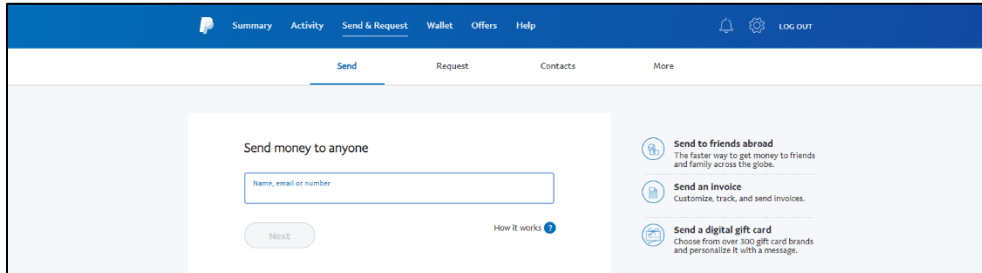 Summary Activity Send & Request Wallet Offers Help LOG OUT
Send Request Contacts More
Send money to anyone
Name, email or number
Next
How it works ?
Send to friends abroad
The faster way to get money to friends
and family across the globe.
Send an invoice
Customize, track, and send invoices.
Send a digital gift card
Choose from over 300 gift card brands
and personalize it with a message.